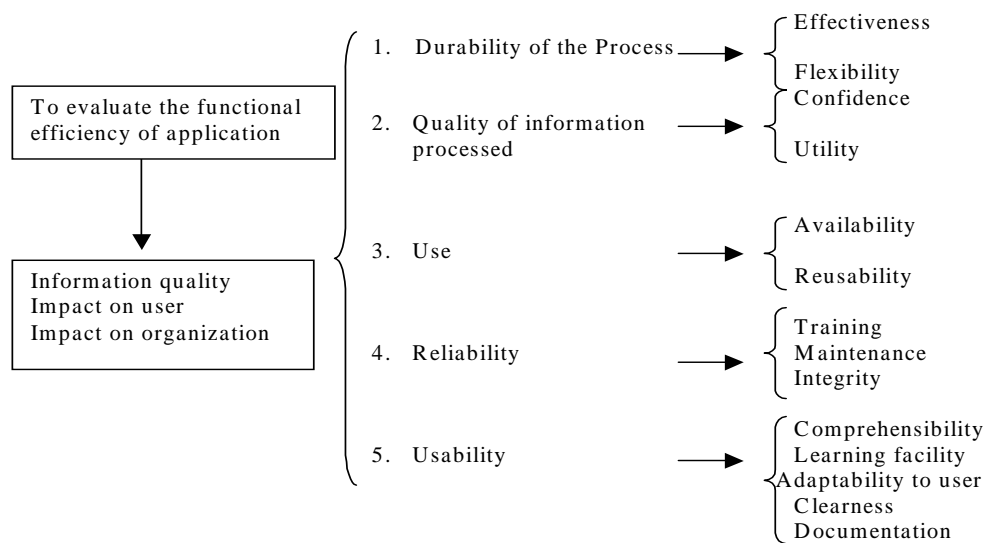 To evaluate the functional
efficiency of application
Information quality
Impact on user
Impact on organization
1. Durability of the Process
Effectiveness
Flexibility
2. Quality of information
processed
Confidence
Utility
3. Use
Availability
Reusability
4. Reliability
Training
Maintenance
Integrity
5. Usability
Comprehensibility
Learning facility
Adaptability to user
Clearness
Documentation